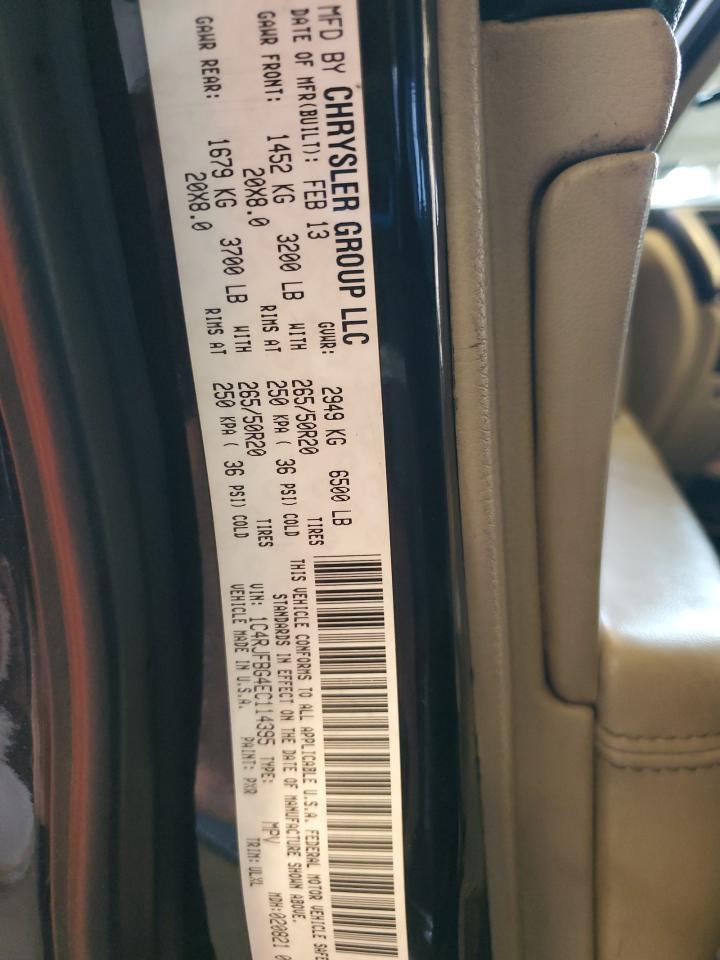 MFD BY CHRYSLER GROUP LLC
DATE OF MFR(BUILT): FEB 13 GVWR: 2949 KG 6500 LB
GAWR FRONT: 1452 KG 3200 LB WITH 265/50R20 TIRES
20X8.0 RIMS AT 250 KPA ( 36 PSI) COLD
GAWR REAR: 1679 KG 3700 LB WITH 265/50R20 TIRES
20X8.0 RIMS AT 250 KPA ( 36 PSI) COLD
THIS VEHICLE CONFORMS TO ALL APPLICABLE U.S.A. FEDERAL MOTOR VEHICLE SAFE
STANDARDS IN EFFECT ON THE DATE OF MANUFACTURE SHOWN ABOVE.
VIN: 1C4RJFBG4EC114395 TYPE: MPV MDH:020821 0
VEHICLE MADE IN U.S.A. PAINT: PXR TRIM: ULXL